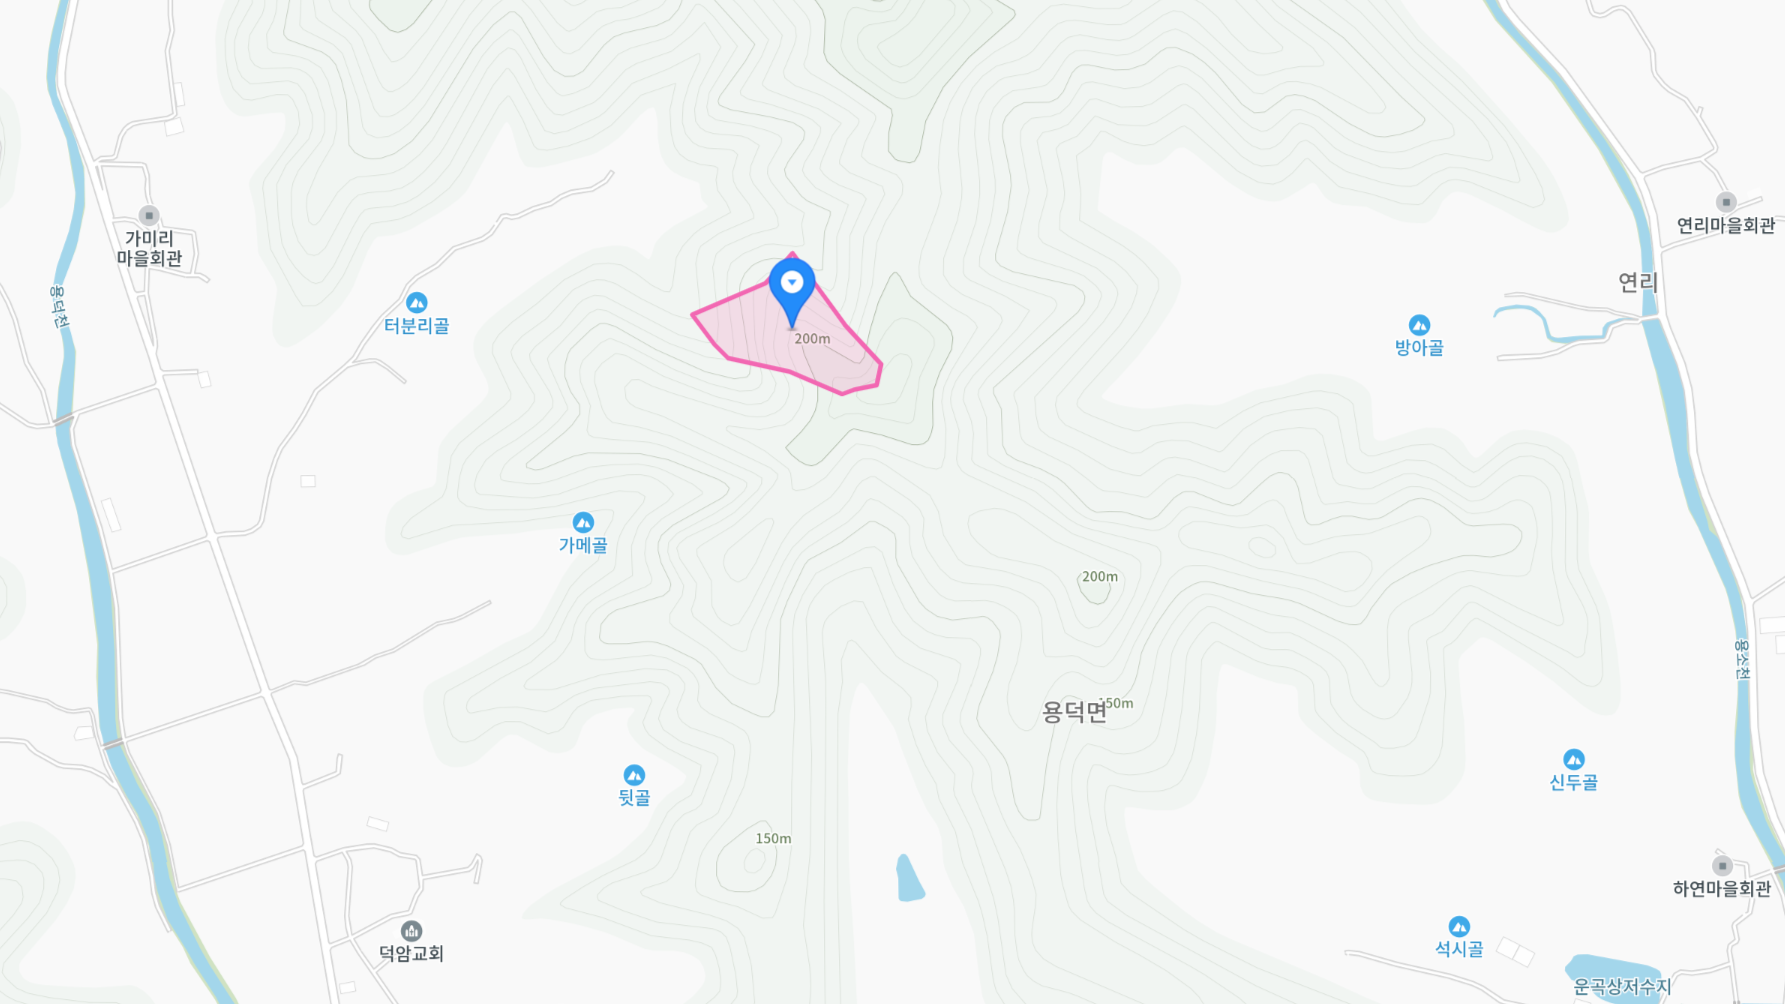 가미리
마을회관
연리마을회관
용덕천
연리
터분리골
방아골
200m
가메골
200m
용소천
용덕면
150m
뒷골
신두골
150m
하연마을회관
덕암교회
석시골
운곡상저수지